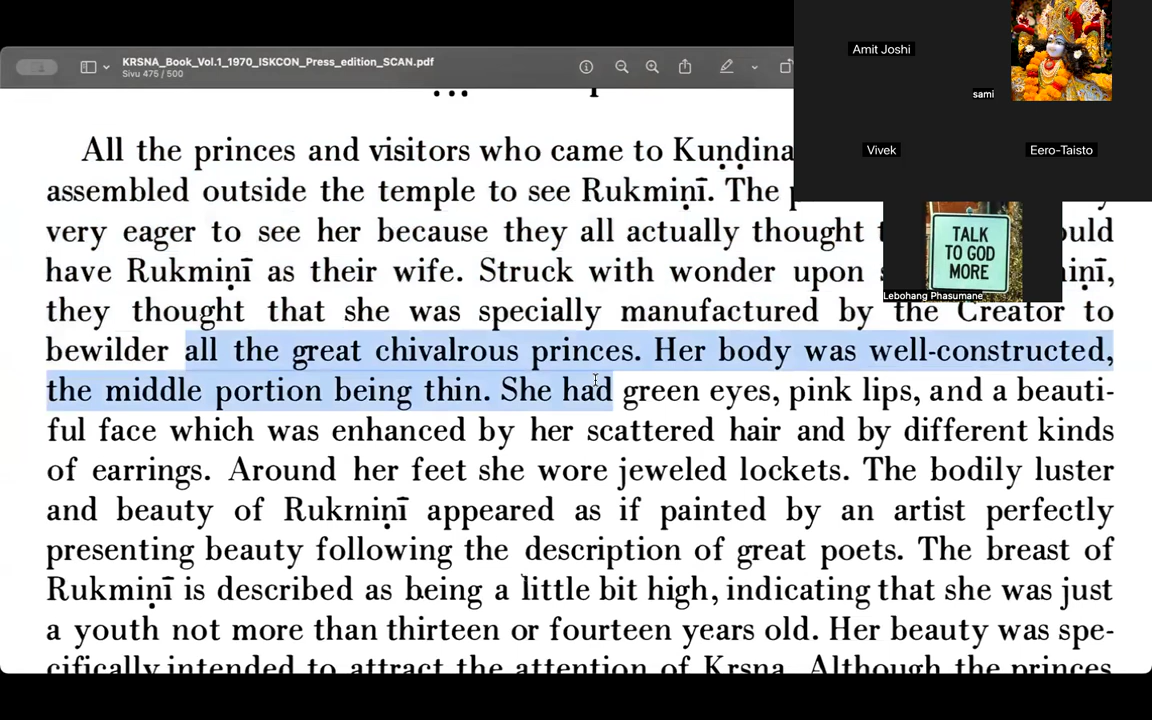 KRSNA_Book_Vol.1_1970_ISKCON_Press_edition_SCAN.pdf
Sivu 475 / 500
All the princes and visitors who came to Kuṇḍina
assembled outside the temple to see Rukmiṇī. The
very eager to see her because they all actually thought
have Rukmiṇī as their wife. Struck with wonder upon
they thought that she was specially manufactured by the Creator to
bewilder all the great chivalrous princes. Her body was well-constructed,
the middle portion being thin. She had green eyes, pink lips, and a beauti-
ful face which was enhanced by her scattered hair and by different kinds
of earrings. Around her feet she wore jeweled lockets. The bodily luster
and beauty of Rukmiṇī appeared as if painted by an artist perfectly
presenting beauty following the description of great poets. The breast of
Rukmiṇī is described as being a little bit high, indicating that she was just
a youth not more than thirteen or fourteen years old. Her beauty was spe-
cifically intended to attract the attention of Krsna. Although the princes
Amit Joshi
sami
Vivek
Eero-Taisto
TALK
TO GOD
MORE
Lebohang Phasumane